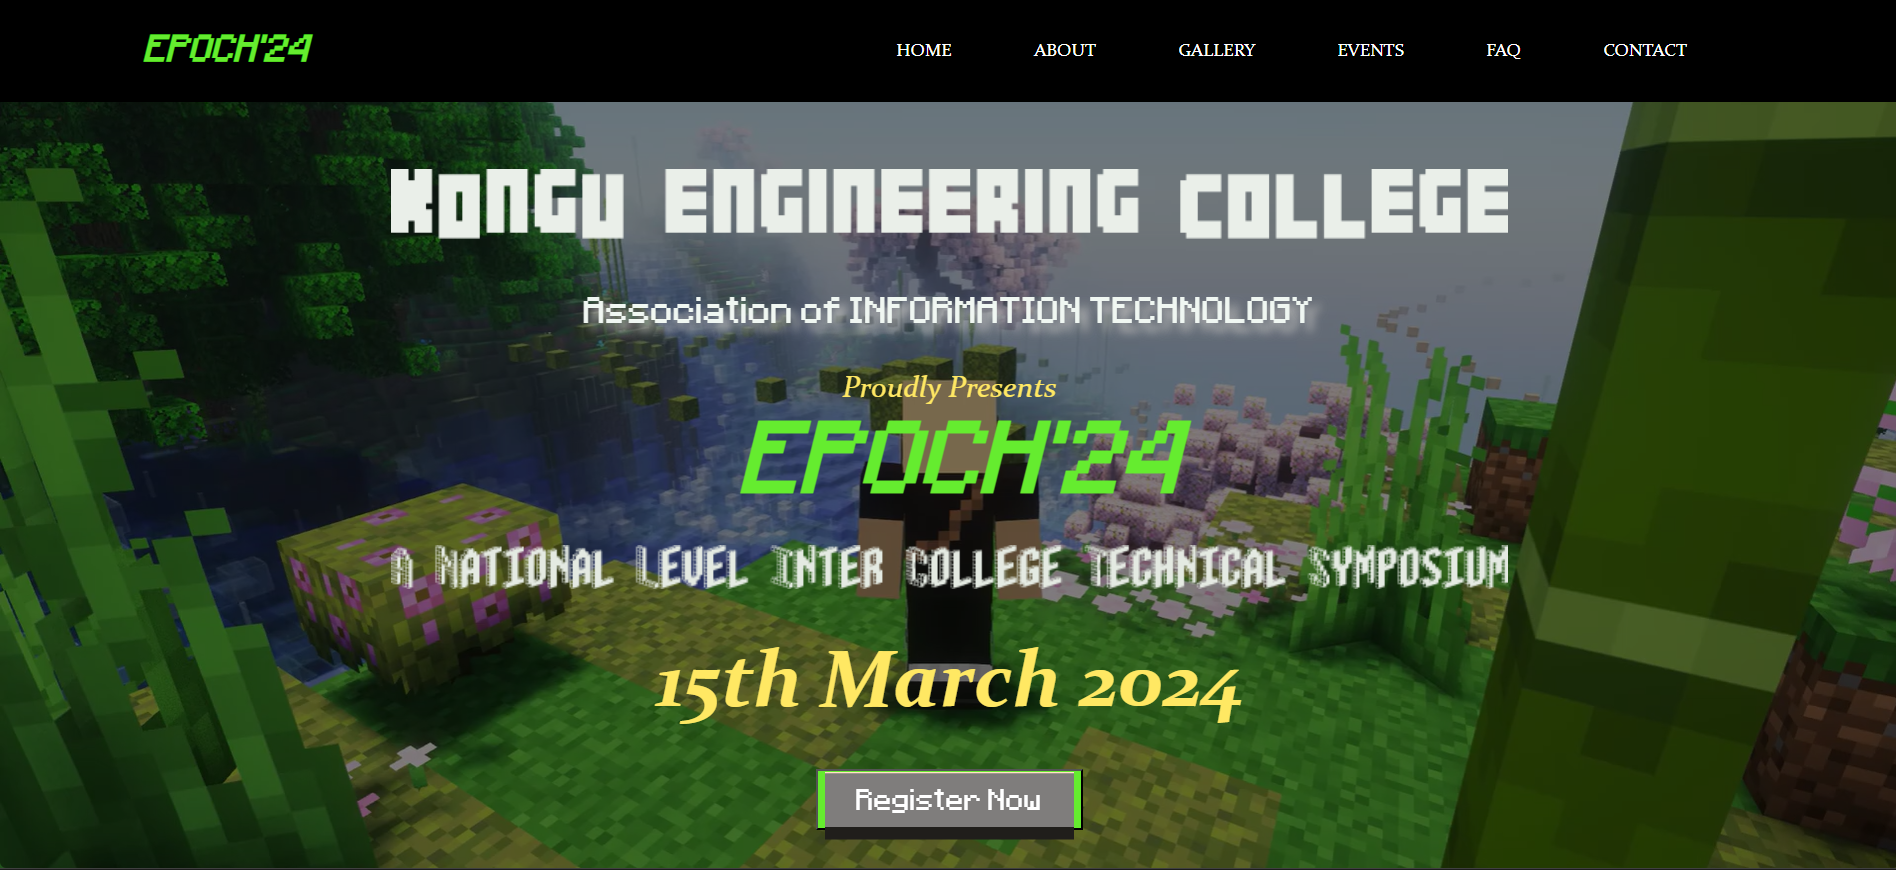 EPOCH'24
HOME ABOUT GALLERY EVENTS FAQ CONTACT
KONGU ENGINEERING COLLEGE
Association of INFORMATION TECHNOLOGY
Proudly Presents
EPOCH'24
A NATIONAL LEVEL INTER COLLEGE TECHNICAL SYMPOSIUM
15th March 2024
Register Now